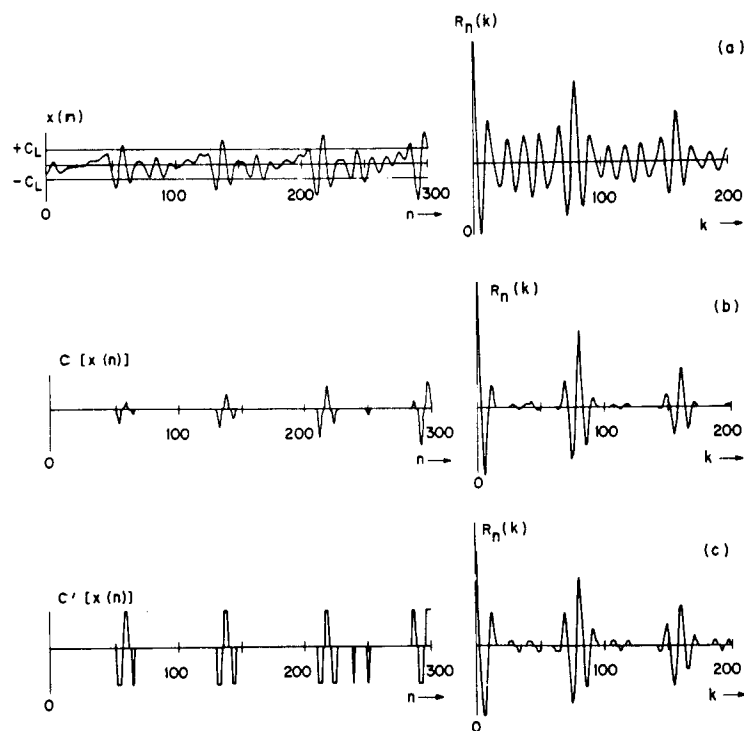 R_n(k)
(a)
x(n)
+C_L
-C_L
0 100 200 300
n →
0 100 200
k →
R_n(k)
(b)
C [x(n)]
0 100 200 300
n →
0 100 200
k →
R_n(k)
(c)
C' [x(n)]
0 100 200 300
n →
0 100 200
k →